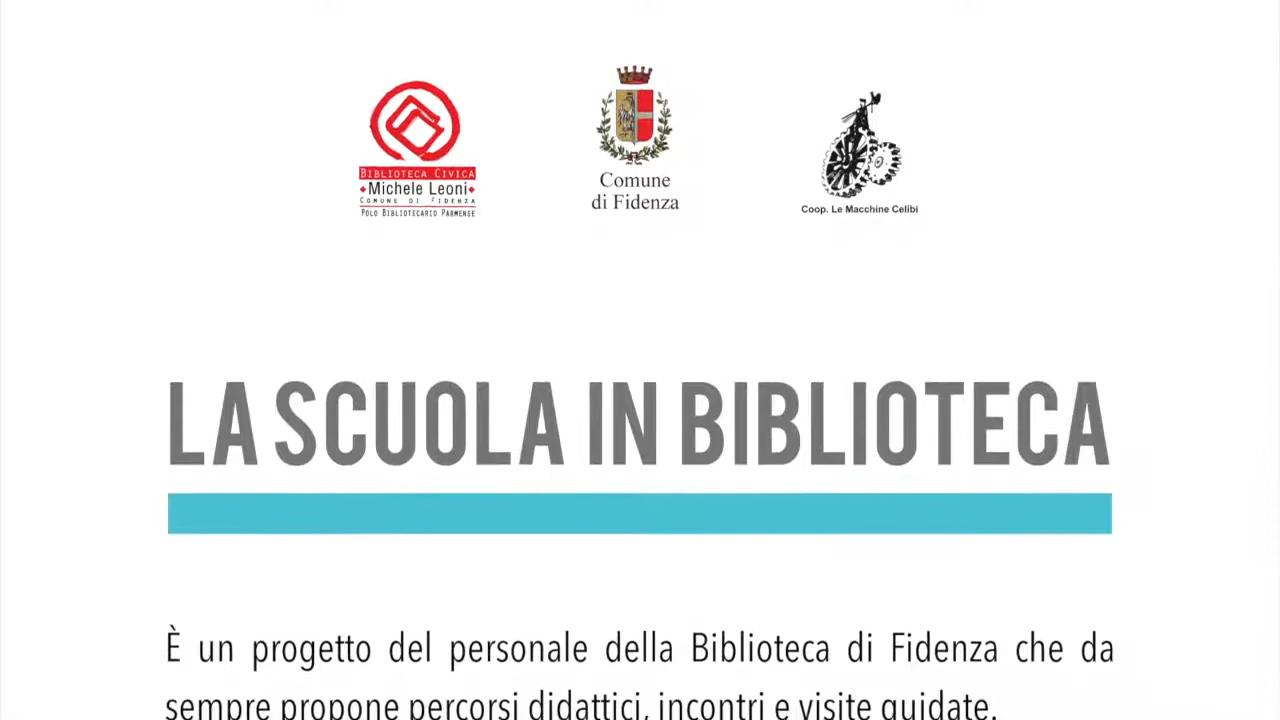 BIBLIOTECA CIVICA
Michele Leoni
COMUNE DI FIDENZA
POLO BIBLIOTECARIO PARMENSE
Comune
di Fidenza
Coop. Le Macchine Celibi
LA SCUOLA IN BIBLIOTECA
È un progetto del personale della Biblioteca di Fidenza che da
sempre propone percorsi didattici, incontri e visite guidate.